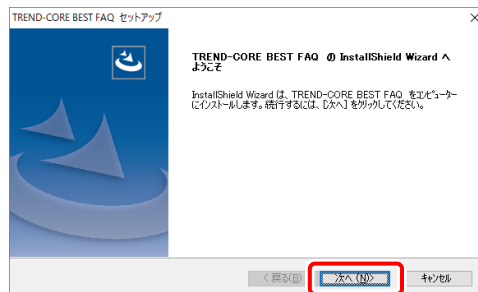 TREND-CORE BEST FAQ セットアップ
TREND-CORE BEST FAQ の InstallShield Wizard へ
ようこそ
InstallShield Wizard は、TREND-CORE BEST FAQ をコンピューター
にインストールします。続行するには、[次へ] をクリックしてください。
< 戻る(B)
次へ(N)>
キャンセル